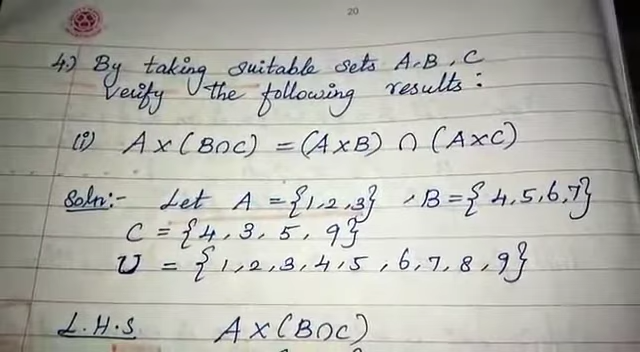 20
4.) By taking suitable sets A, B, C
verify the following results :
(i) A×(B∩C) = (A×B) ∩ (A×C)
Soln:- Let A = {1,2,3} , B = {4,5,6,7}
C = {4, 3, 5, 9}
U = {1,2,3,4,5,6,7,8,9}
L.H.S A×(B∩C)